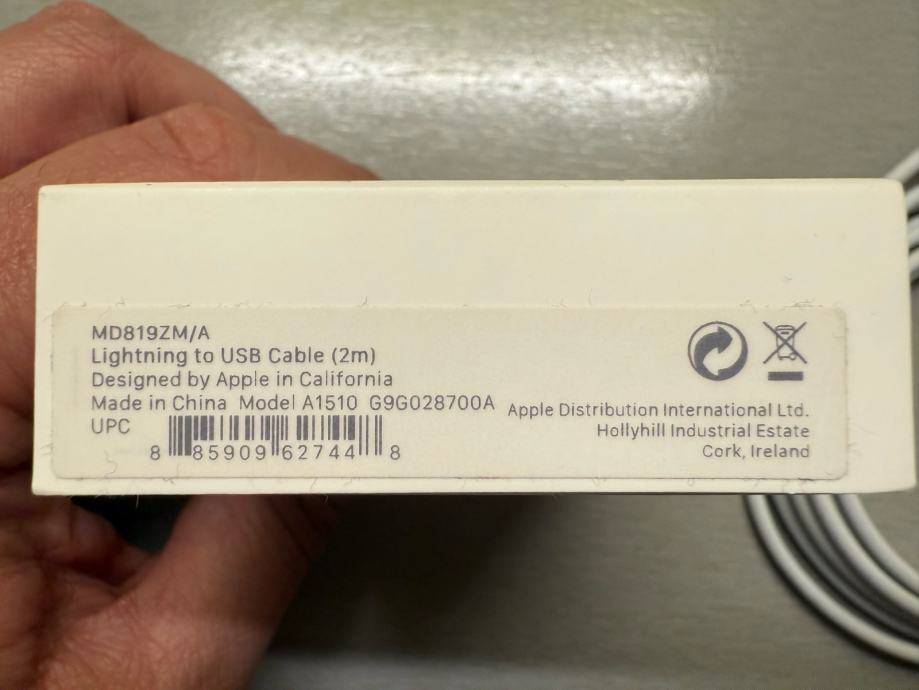 MD819ZM/A
Lightning to USB Cable (2m)
Designed by Apple in California
Made in China Model A1510 G9G028700A
UPC
8 85909 62744 8
Apple Distribution International Ltd.
Hollyhill Industrial Estate
Cork, Ireland